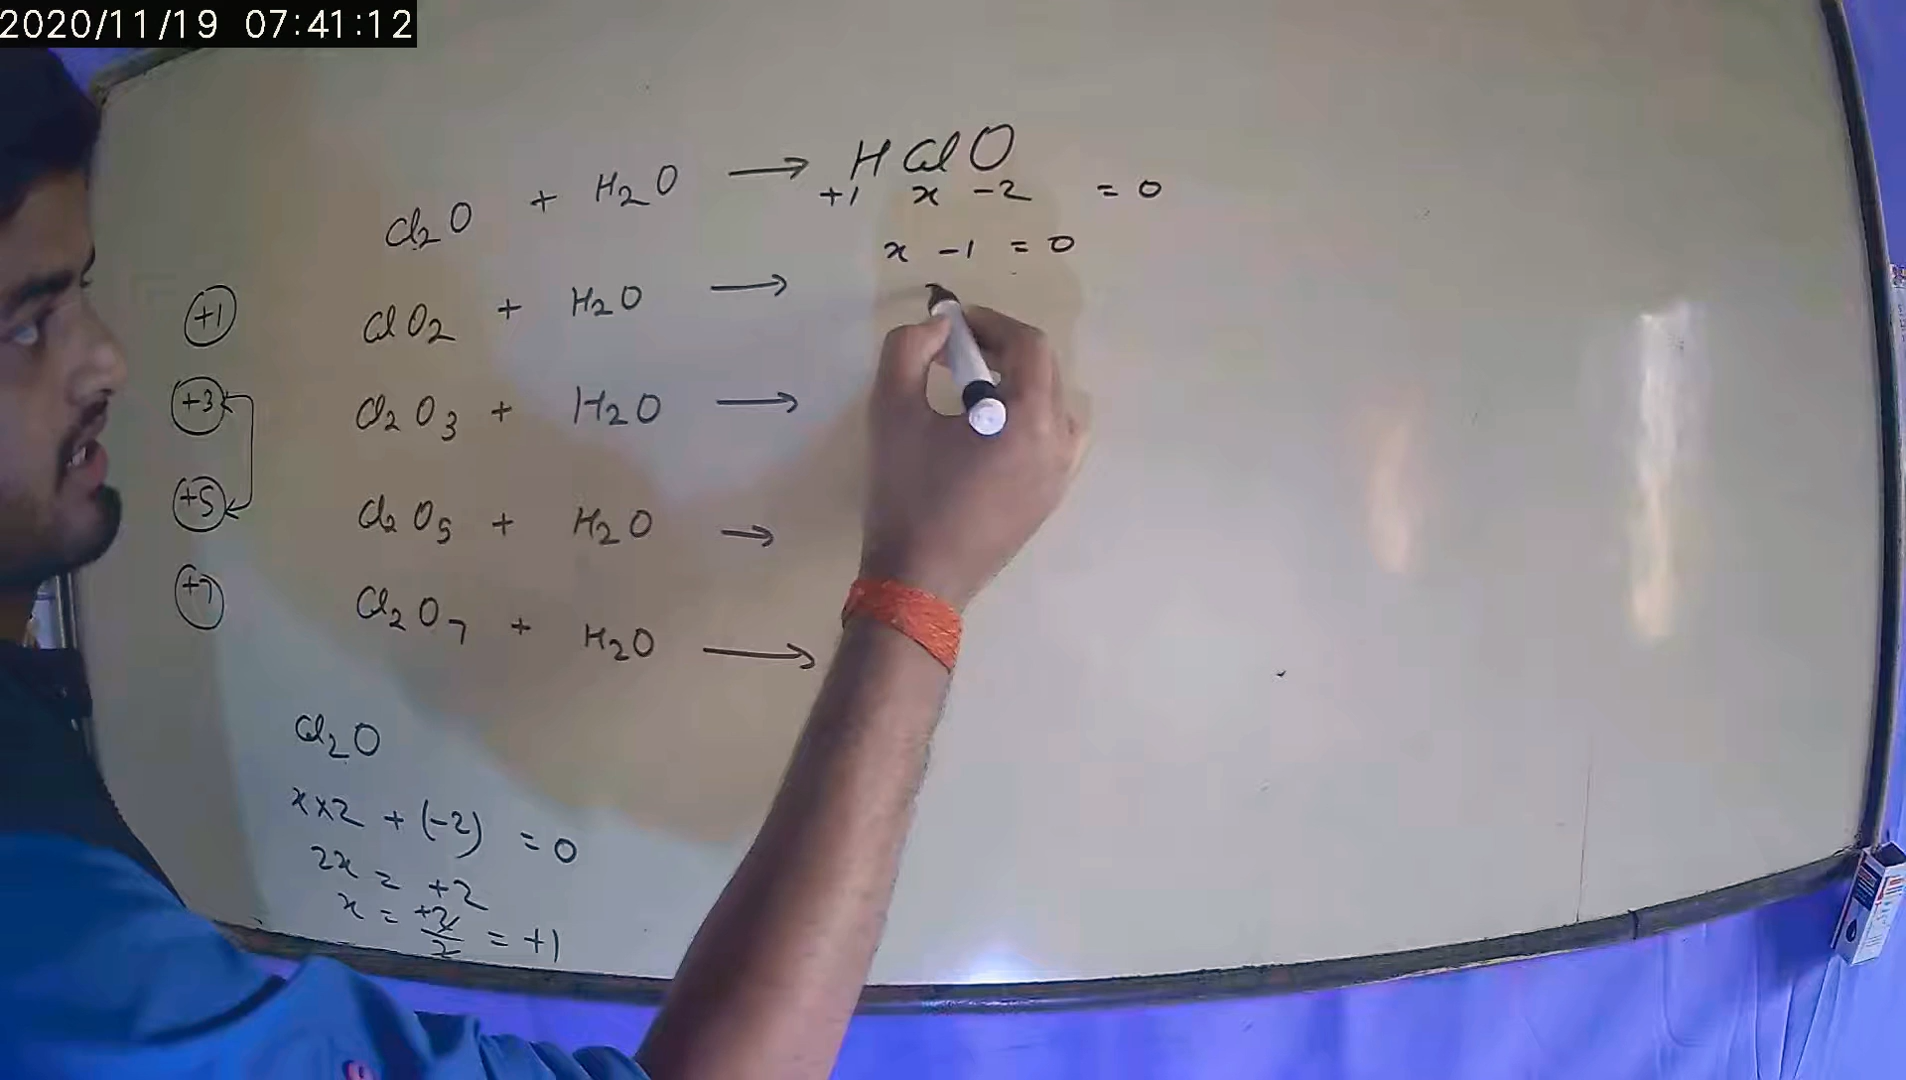 2020/11/19 07:41:12
Cl2O + H2O → HClO
+1 x -2 = 0
x - 1 = 0
+1
ClO2 + H2O →
+3
Cl2O3 + H2O →
+5
Cl2O5 + H2O →
+7
Cl2O7 + H2O →
Cl2O
x×2 + (-2) = 0
2x = +2
x = +2/2 = +1